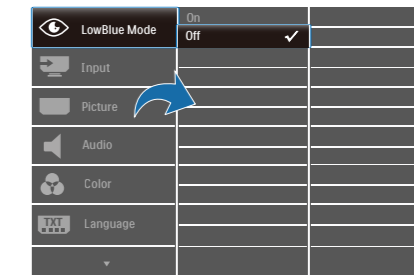 LowBlue Mode
On
Off
Input
Picture
Audio
Color
TXT
Language